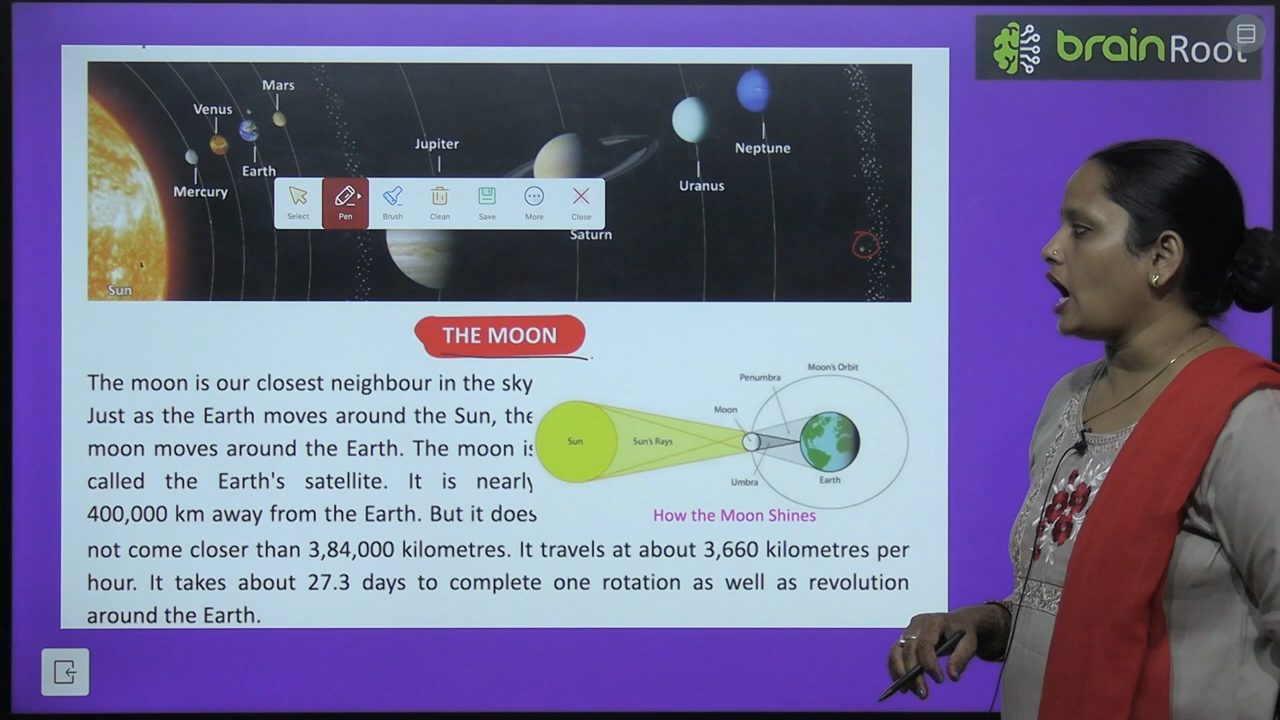 brainRoot
Mars
Venus
Jupiter
Neptune
Earth
Uranus
Mercury
Select
Pen
Brush
Clean
Save
More
Close
Saturn
Sun
THE MOON
The moon is our closest neighbour in the sky
Just as the Earth moves around the Sun, the
moon moves around the Earth. The moon is
called the Earth's satellite. It is nearly
400,000 km away from the Earth. But it does
not come closer than 3,84,000 kilometres. It travels at about 3,660 kilometres per
hour. It takes about 27.3 days to complete one rotation as well as revolution
around the Earth.
Moon's Orbit
Penumbra
Moon
Sun
Sun's Rays
Umbra
Earth
How the Moon Shines